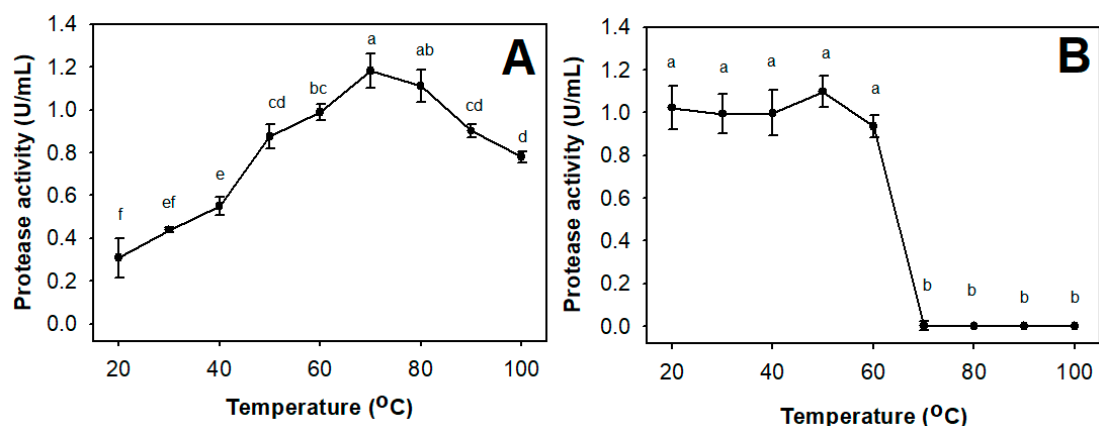 A
Protease activity (U/mL)
1.4
1.2
1.0
0.8
0.6
0.4
0.2
0.0
f
ef
e
cd
bc
a
ab
cd
d
20
40
60
80
100
Temperature (ºC)
B
Protease activity (U/mL)
1.4
1.2
1.0
0.8
0.6
0.4
0.2
0.0
a
a
a
a
a
b
b
b
b
20
40
60
80
100
Temperature (ºC)